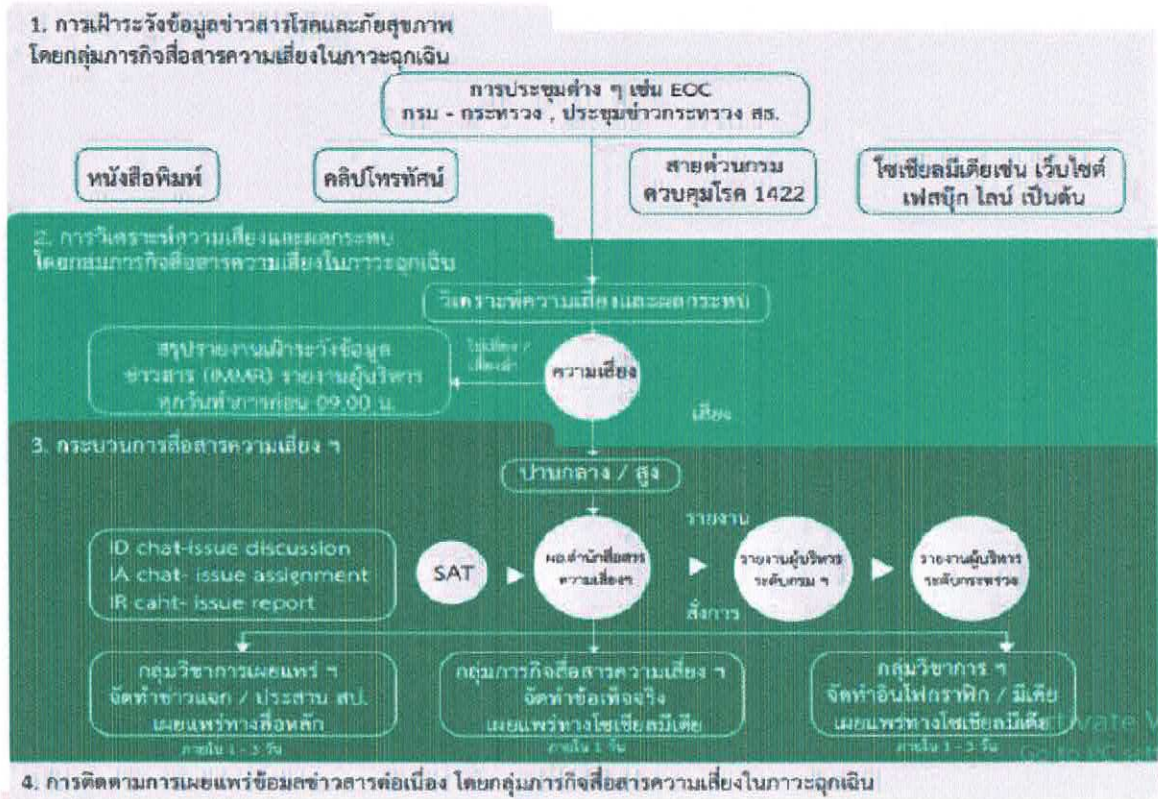 1. การเฝ้าระวังข้อมูลข่าวสารโรคและภัยสุขภาพ
โดยกลุ่มภารกิจสื่อสารความเสี่ยงในภาวะฉุกเฉิน
การประชุมต่าง ๆ เช่น EOC
กรม - กระทรวง , ประชุมข่าวกระทรวง สธ.
หนังสือพิมพ์
คลิปโทรทัศน์
สายด่วนกรม
ควบคุมโรค 1422
โซเชียลมีเดียเช่น เว็บไซต์
เฟสบุ๊ก ไลน์ เป็นต้น
2. การวิเคราะห์ความเสี่ยงและผลกระทบ
โดยกลุ่มภารกิจสื่อสารความเสี่ยงในภาวะฉุกเฉิน
วิเคราะห์ความเสี่ยงและผลกระทบ
สรุปรายงานเฝ้าระวังข้อมูล
ข่าวสาร (IMMR) รายงานผู้บริหาร
ทุกวันทำการก่อน 09.00 น.
ไม่เสี่ยง /
เสี่ยงต่ำ
ความเสี่ยง
เสี่ยง
3. กระบวนการสื่อสารความเสี่ยง ฯ
ปานกลาง / สูง
ID chat-issue discussion
IA chat- issue assignment
IR caht- issue report
SAT
ผอ.สำนักสื่อสาร
ความเสี่ยงฯ
รายงาน
สั่งการ
รายงานผู้บริหาร
ระดับกรม ฯ
รายงานผู้บริหาร
ระดับกระทรวง
กลุ่มวิชาการเผยแพร่ ฯ
จัดทำข่าวแจก / ประสาน สป.
เผยแพร่ทางสื่อหลัก
ภายใน 1 - 3 วัน
กลุ่มภารกิจสื่อสารความเสี่ยง ฯ
จัดทำข้อเท็จจริง
เผยแพร่ทางโซเชียลมีเดีย
ภายใน 1 วัน
กลุ่มวิชาการ ฯ
จัดทำอินโฟกราฟิก / มีเดีย
เผยแพร่ทางโซเชียลมีเดีย
ภายใน 1 - 3 วัน
4. การติดตามการเผยแพร่ข้อมูลข่าวสารต่อเนื่อง โดยกลุ่มภารกิจสื่อสารความเสี่ยงในภาวะฉุกเฉิน